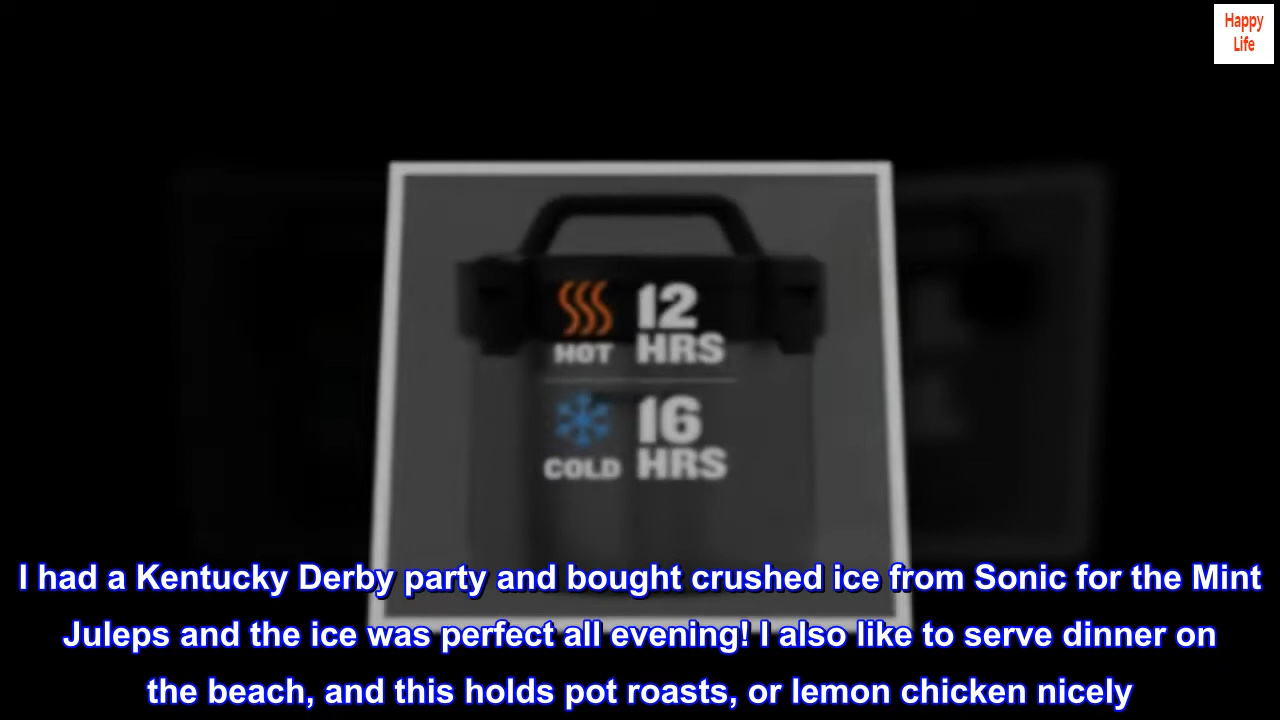 Happy
Life
12
HRS
HOT
16
HRS
COLD
I had a Kentucky Derby party and bought crushed ice from Sonic for the Mint
Juleps and the ice was perfect all evening! I also like to serve dinner on
the beach, and this holds pot roasts, or lemon chicken nicely